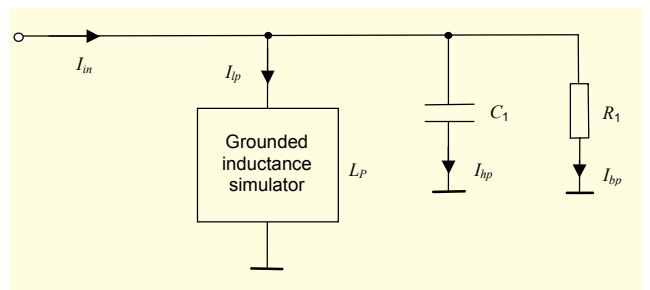 I_in
I_lp
Grounded
inductance
simulator
L_P
C_1
I_hp
R_1
I_bp